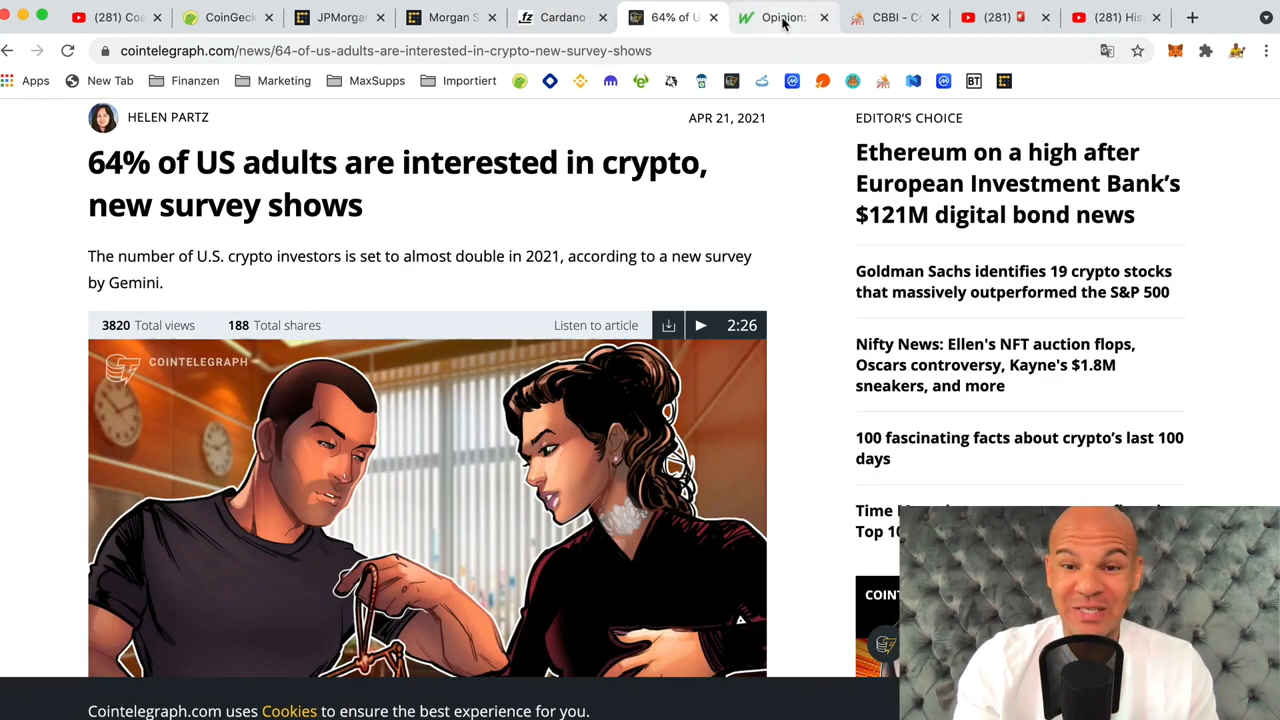 (281) Coa
CoinGeck
JPMorga
Morgan S
Cardano
64% of U
Opinion:
CBBI - C
(281)
(281) His
cointelegraph.com/news/64-of-us-adults-are-interested-in-crypto-new-survey-shows
Apps
New Tab
Finanzen
Marketing
MaxSupps
Importiert
BT
HELEN PARTZ
APR 21, 2021
64% of US adults are interested in crypto,
new survey shows
The number of U.S. crypto investors is set to almost double in 2021, according to a new survey
by Gemini.
3820 Total views
188 Total shares
Listen to article
2:26
COINTELEGRAPH
EDITOR'S CHOICE
Ethereum on a high after
European Investment Bank's
$121M digital bond news
Goldman Sachs identifies 19 crypto stocks
that massively outperformed the S&P 500
Nifty News: Ellen's NFT auction flops,
Oscars controversy, Kayne's $1.8M
sneakers, and more
100 fascinating facts about crypto's last 100
days
Time
Top 10
COINT
Cointelegraph.com uses Cookies to ensure the best experience for you.